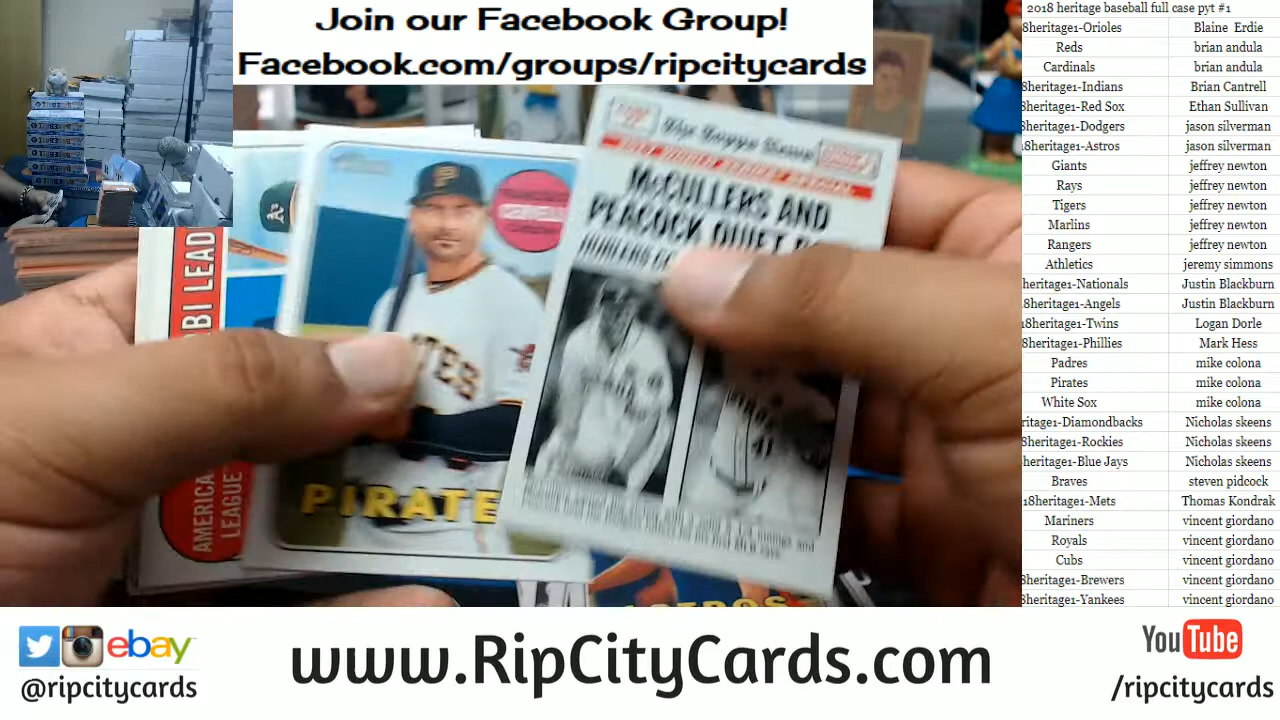 Join our Facebook Group!
Facebook.com/groups/ripcitycards
2018 heritage baseball full case pyt #1
8heritage1-Orioles Blaine Erdie
Reds brian andula
Cardinals brian andula
8heritage1-Indians Brian Cantrell
8heritage1-Red Sox Ethan Sullivan
8heritage1-Dodgers jason silverman
18heritage1-Astros jason silverman
Giants jeffrey newton
Rays jeffrey newton
Tigers jeffrey newton
Marlins jeffrey newton
Rangers jeffrey newton
Athletics jeremy simmons
heritage1-Nationals Justin Blackburn
8heritage1-Angels Justin Blackburn
18heritage1-Twins Logan Dorle
8heritage1-Phillies Mark Hess
Padres mike colona
Pirates mike colona
White Sox mike colona
ritage1-Diamondbacks Nicholas skeens
8heritage1-Rockies Nicholas skeens
heritage1-Blue Jays Nicholas skeens
Braves steven pidcock
18heritage1-Mets Thomas Kondrak
Mariners vincent giordano
Royals vincent giordano
Cubs vincent giordano
8heritage1-Brewers vincent giordano
8heritage1-Yankees vincent giordano
McCULLERS AND
PEACOCK QUIET
P
PIRATE
RBI LEAD
AMERICA
LEAGUE
ASTROS
ebay
@ripcitycards
www.RipCityCards.com
YouTube
/ripcitycards